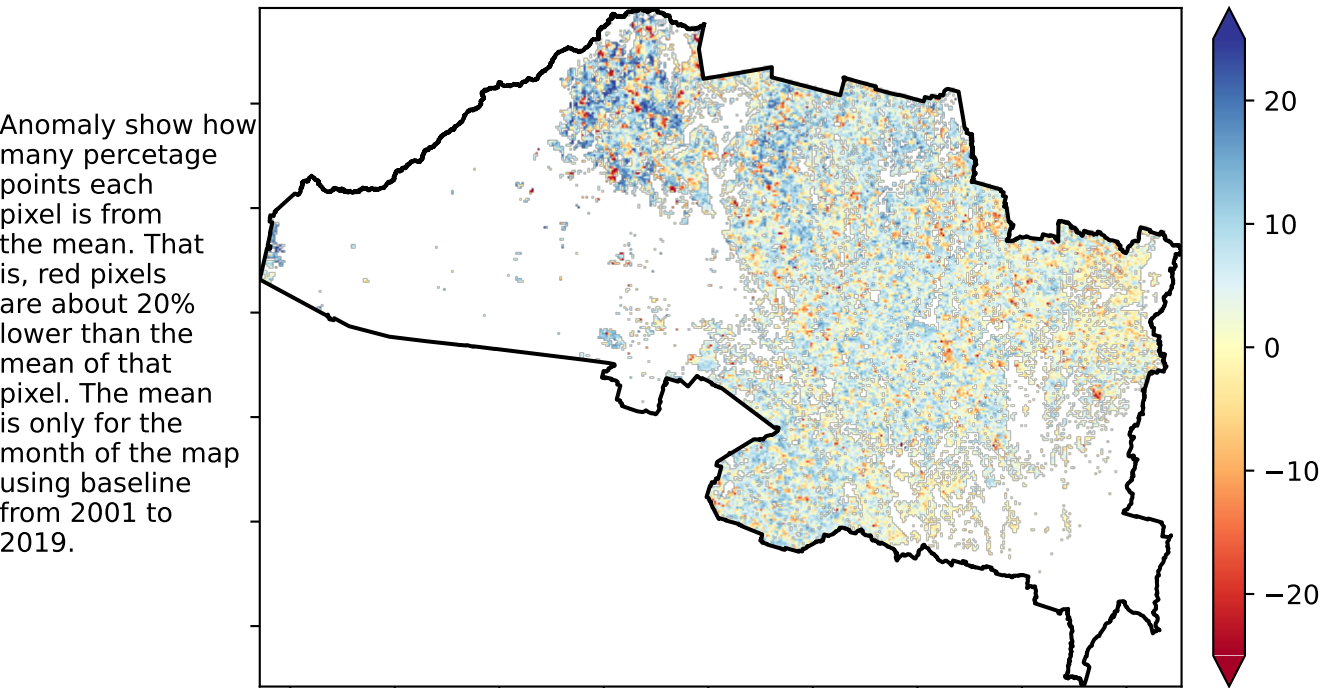 Anomaly show how
many percetage
points each
pixel is from
the mean. That
is, red pixels
are about 20%
lower than the
mean of that
pixel. The mean
is only for the
month of the map
using baseline
from 2001 to
2019.
20
10
0
−10
−20